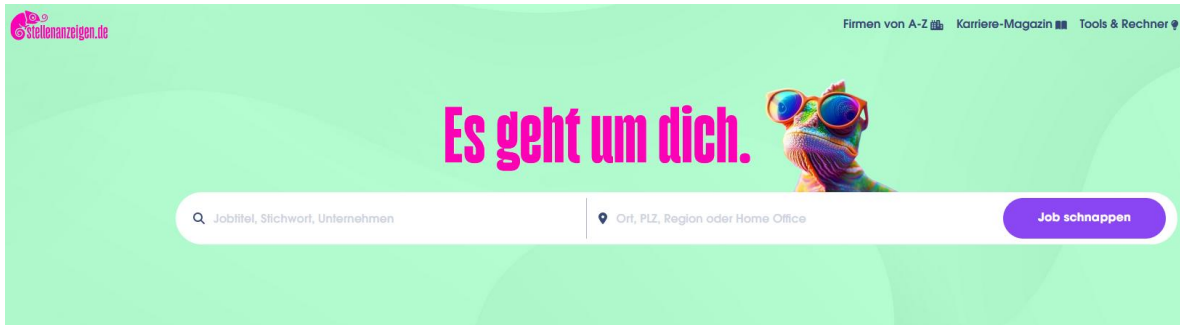 stellenanzeigen.de
Firmen von A-Z Karriere-Magazin Tools & Rechner
Es geht um dich.
Jobtitel, Stichwort, Unternehmen
Ort, PLZ, Region oder Home Office
Job schnappen